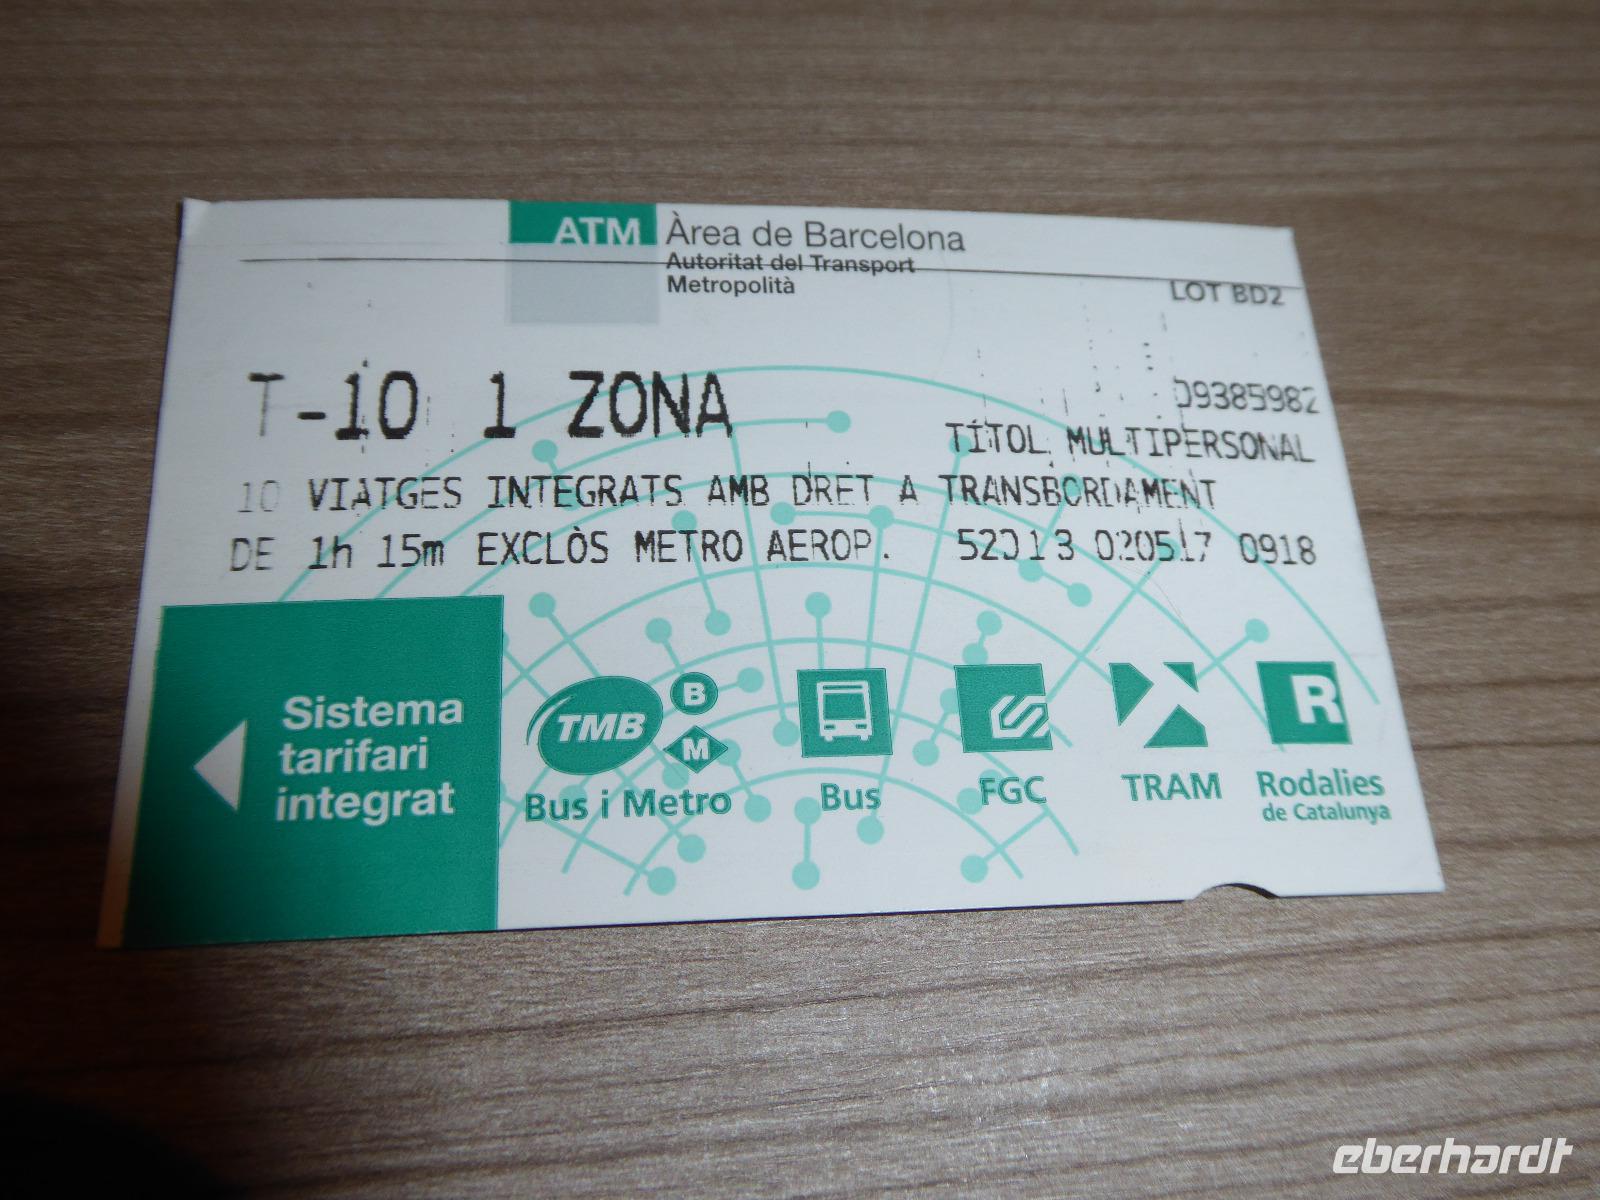 ATM Àrea de Barcelona
Autoritat del Transport
Metropolità
LOT BD2
09385982
T-10 1 ZONA
TÍTOL MULTIPERSONAL
10 VIATGES INTEGRATS AMB DRET A TRANSBORDAMENT
DE 1h 15m EXCLÒS METRO AEROP. 52013 020517 0918
Sistema
tarifari
integrat
TMB B M
Bus i Metro
Bus
FGC
TRAM
R
Rodalies
de Catalunya
eberhardt